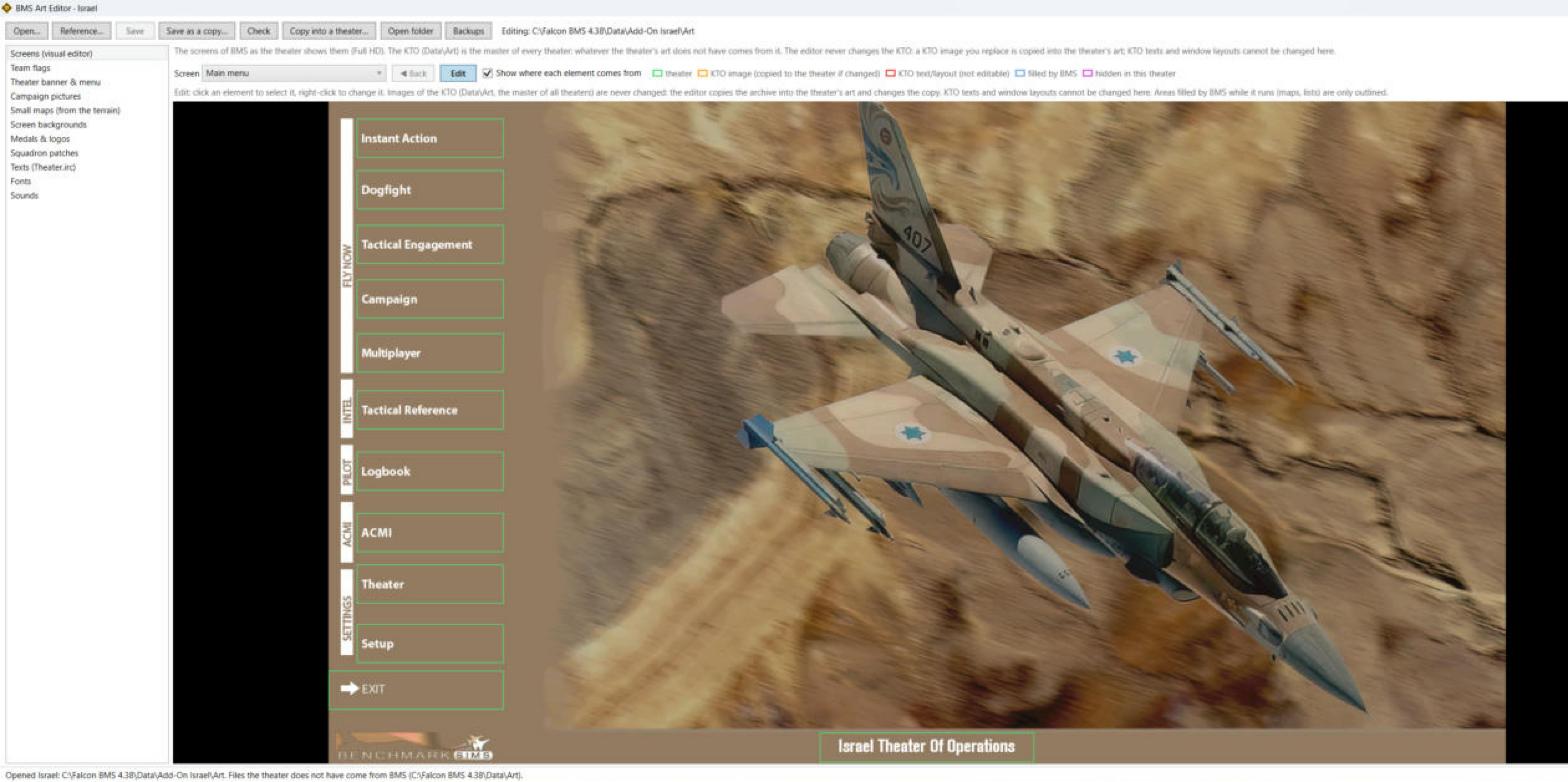 BMS Art Editor - Israel
Open... Reference... Save Save as a copy... Check Copy into a theater... Open folder Backups Editing: C:\Falcon BMS 4.38\Data\Add-On Israel\Art
Screens (visual editor)
Team flags
Theater banner & menu
Campaign pictures
Small maps (from the terrain)
Screen backgrounds
Medals & logos
Squadron patches
Texts (Theater.irc)
Fonts
Sounds
The screens of BMS as the theater shows them (Full HD). The KTO (Data\Art) is the master of every theater: whatever the theater's art does not have comes from it. The editor never changes the KTO: a KTO image you replace is copied into the theater's art; KTO texts and window layouts cannot be changed here.
Screen Main menu ◄ Back Edit Show where each element comes from theater KTO image (copied to the theater if changed) KTO text/layout (not editable) filled by BMS hidden in this theater
Edit: click an element to select it, right-click to change it. Images of the KTO (Data\Art, the master of all theaters) are never changed: the editor copies the archive into the theater's art and changes the copy. KTO texts and window layouts cannot be changed here. Areas filled by BMS while it runs (maps, lists) are only outlined.
FLY NOW
Instant Action
Dogfight
Tactical Engagement
Campaign
Multiplayer
INTEL
Tactical Reference
PILOT
Logbook
ACMI
ACMI
SETTINGS
Theater
Setup
EXIT
BENCHMARK SIMS
407
Israel Theater Of Operations
Opened Israel: C:\Falcon BMS 4.38\Data\Add-On Israel\Art. Files the theater does not have come from BMS (C:\Falcon BMS 4.38\Data\Art).